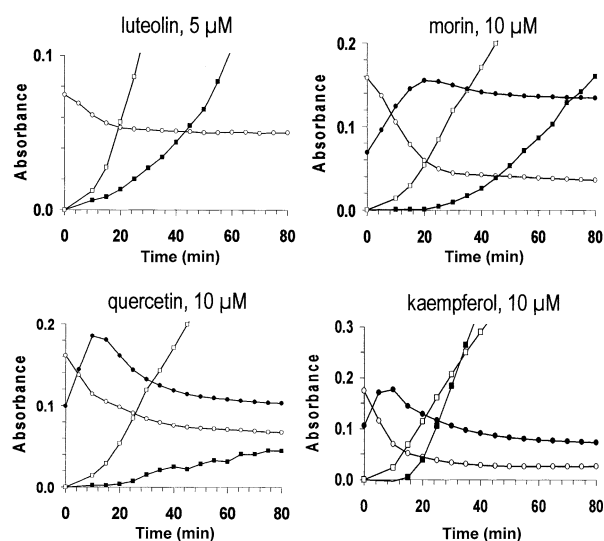 luteolin, 5 µM
0.1
0.0
Absorbance
0 20 40 60 80
Time (min)
morin, 10 µM
0.2
0.1
0.0
Absorbance
0 20 40 60 80
Time (min)
quercetin, 10 µM
0.2
0.1
0.0
Absorbance
0 20 40 60 80
Time (min)
kaempferol, 10 µM
0.3
0.2
0.1
0.0
Absorbance
0 20 40 60 80
Time (min)